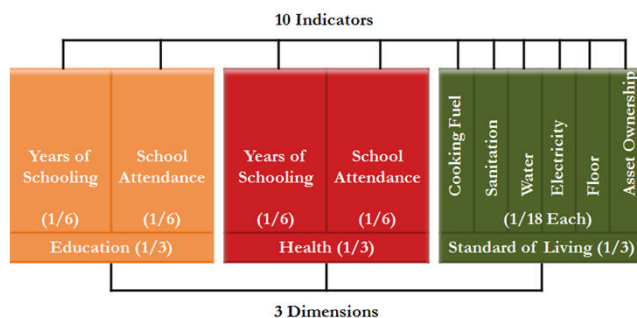 10 Indicators
Years of
Schooling
(1/6)
School
Attendance
(1/6)
Education (1/3)
Years of
Schooling
(1/6)
School
Attendance
(1/6)
Health (1/3)
Cooking Fuel
Sanitation
Water
Electricity
Floor
Asset Ownership
(1/18 Each)
Standard of Living (1/3)
3 Dimensions